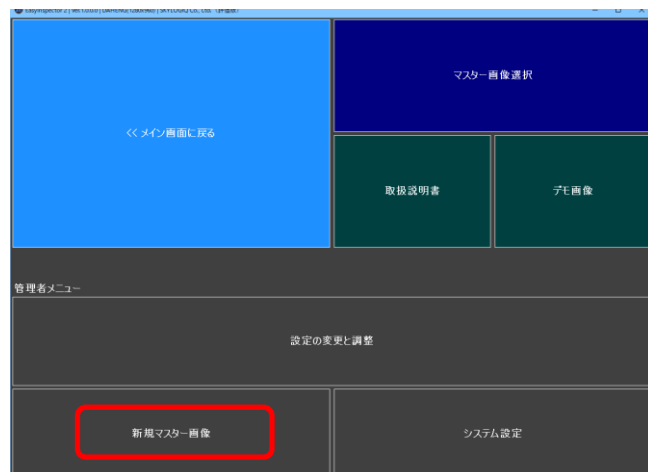 マスター画像選択
<< メイン画面に戻る
取扱説明書
デモ画像
管理者メニュー
設定の変更と調整
新規マスター画像
システム設定